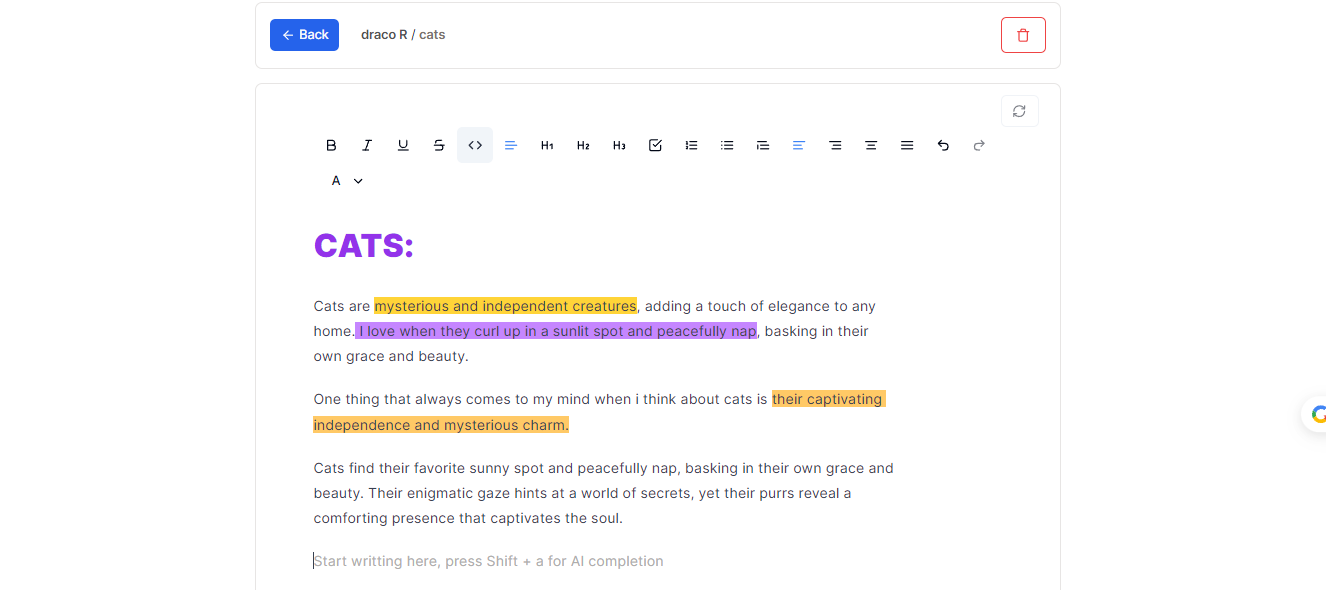 Back
draco R / cats
B I U S <> H1 H2 H3
A
CATS:
Cats are mysterious and independent creatures, adding a touch of elegance to any
home. I love when they curl up in a sunlit spot and peacefully nap, basking in their
own grace and beauty.
One thing that always comes to my mind when i think about cats is their captivating
independence and mysterious charm.
Cats find their favorite sunny spot and peacefully nap, basking in their own grace and
beauty. Their enigmatic gaze hints at a world of secrets, yet their purrs reveal a
comforting presence that captivates the soul.
Start writting here, press Shift + a for AI completion